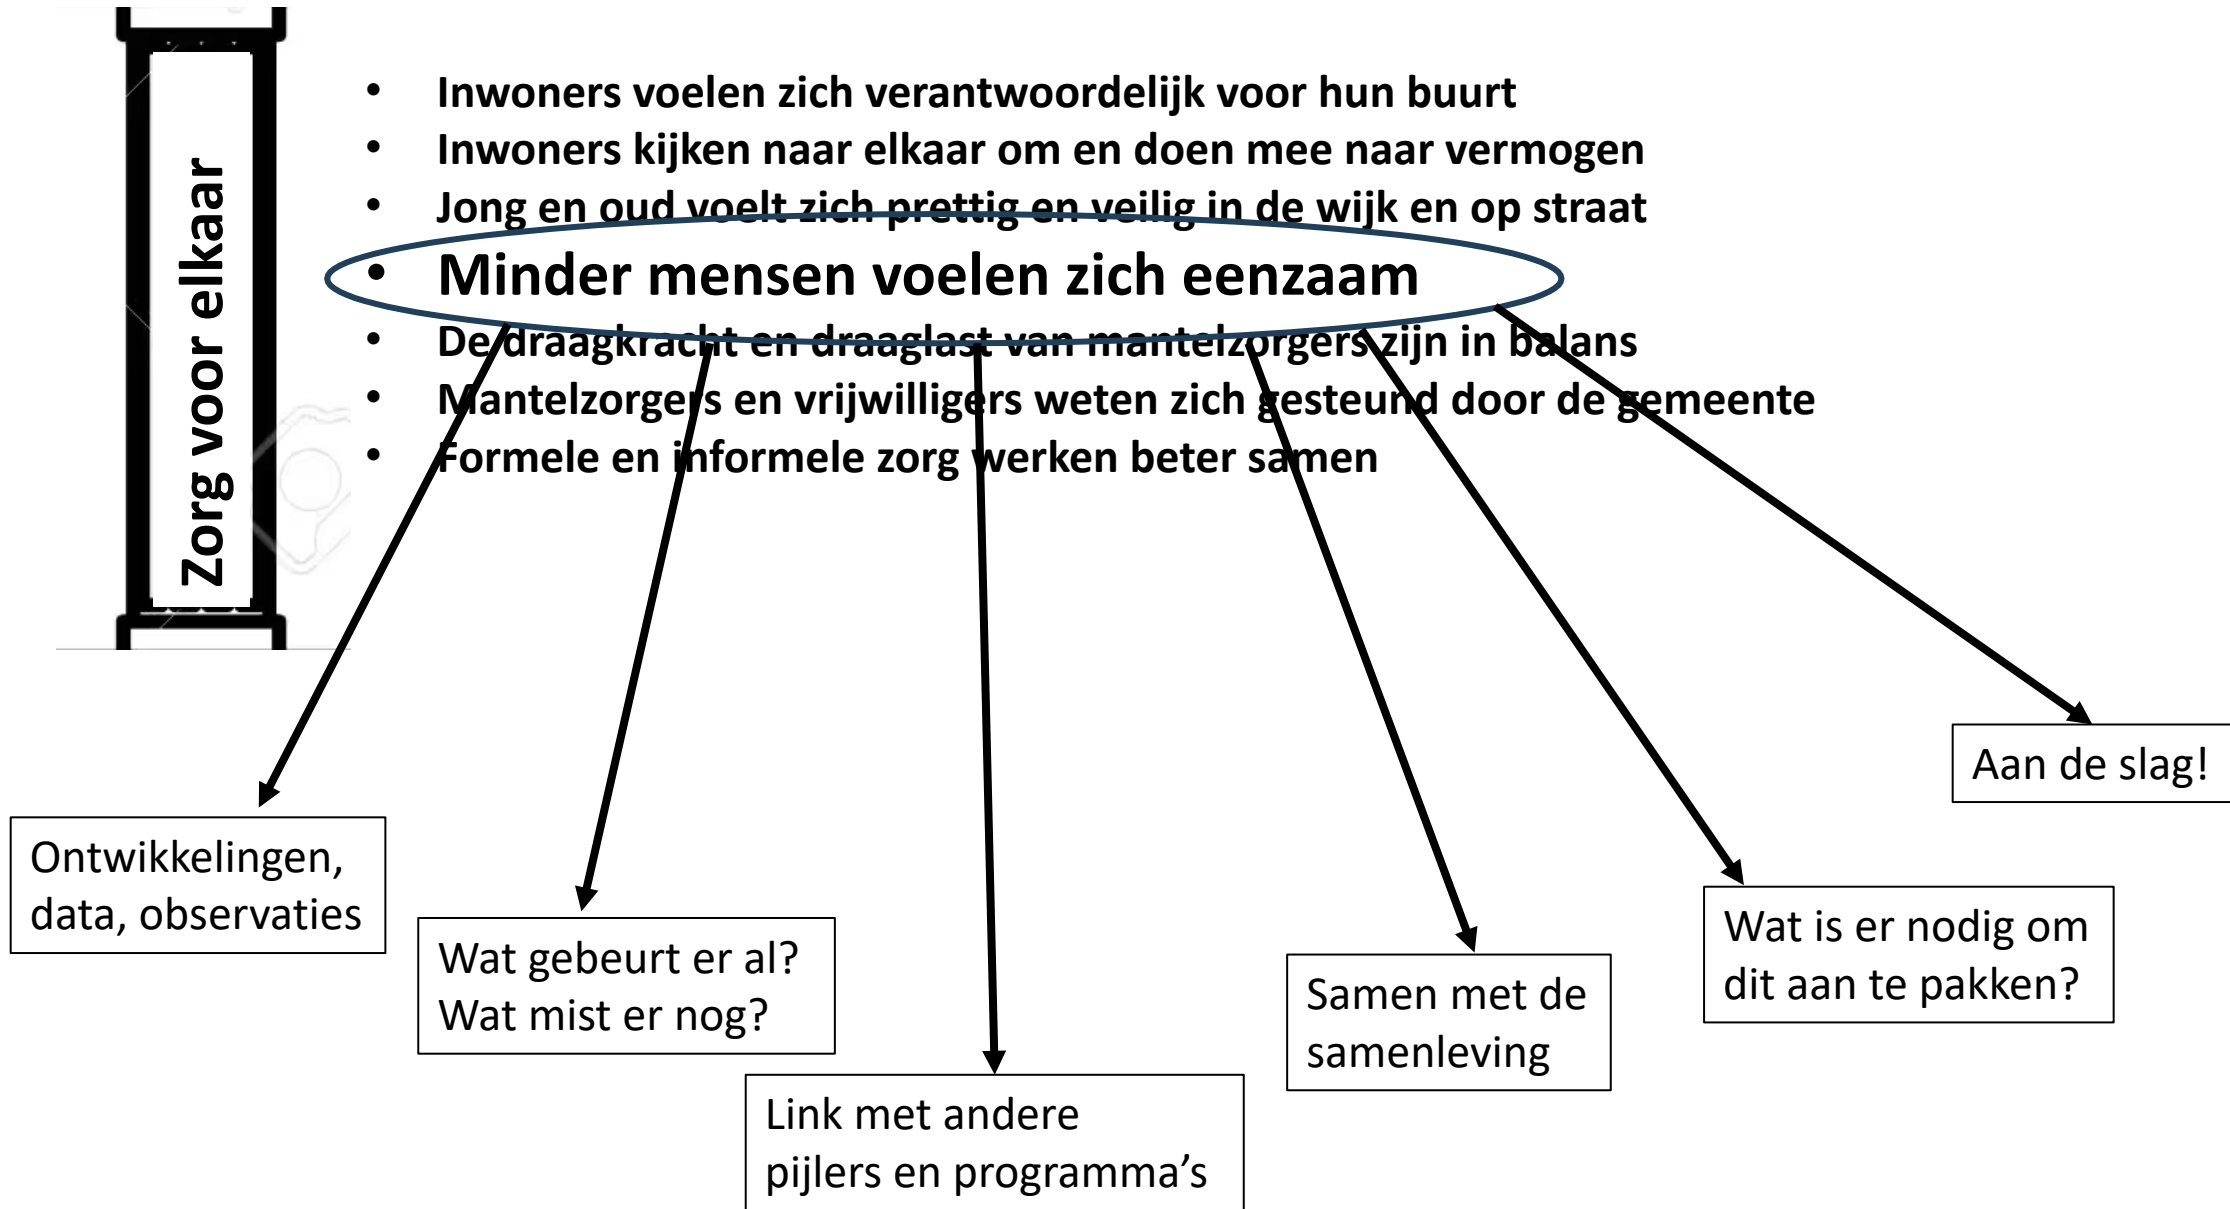 Zorg voor elkaar
• Inwoners voelen zich verantwoordelijk voor hun buurt
• Inwoners kijken naar elkaar om en doen mee naar vermogen
• Jong en oud voelt zich prettig en veilig in de wijk en op straat
• Minder mensen voelen zich eenzaam
• De draagkracht en draaglast van mantelzorgers zijn in balans
• Mantelzorgers en vrijwilligers weten zich gesteund door de gemeente
• Formele en informele zorg werken beter samen
Ontwikkelingen,
data, observaties
Wat gebeurt er al?
Wat mist er nog?
Link met andere
pijlers en programma’s
Samen met de
samenleving
Wat is er nodig om
dit aan te pakken?
Aan de slag!